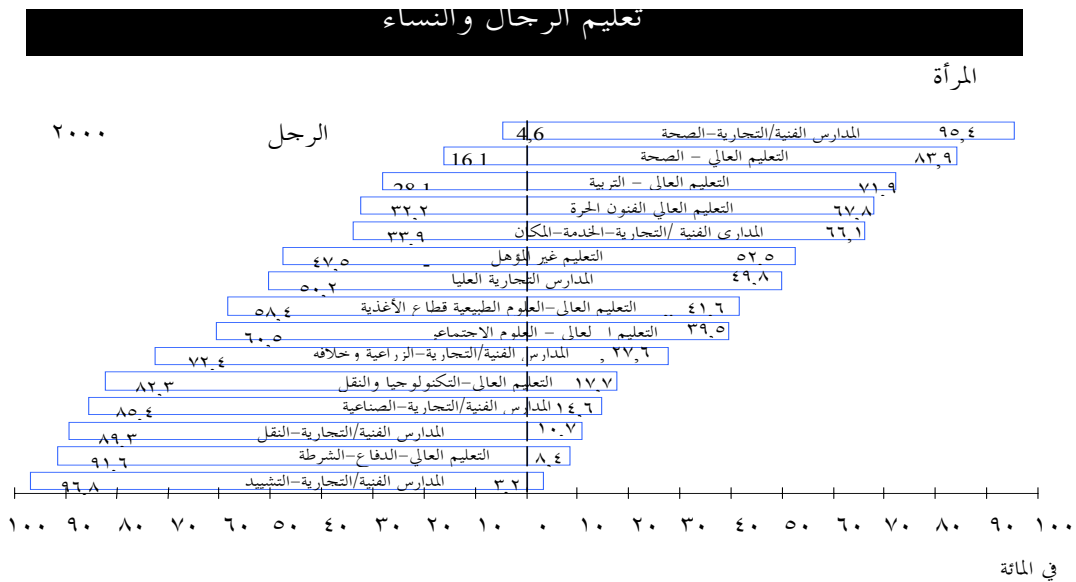 تعليم الرجال والنساء
المرأة
الرجل ٢٠٠٠
٩٥,٤ المدارس الفنية/التجارية–الصحة 4,6
٨٣,٩ التعليم العالي – الصحة 16,1
٧١,٩ التعليم العالي – التربية 28,1
٦٧,٨ التعليم العالي الفنون الحرة ٣٢,٢
٦٦,١ المدارى الفنية /التجارية–الخدمة–المكان ٣٣,٩
٥٢,٥ التعليم غير المؤهل ٤٧,٥
٤٩,٨ المدارس التجارية العليا ٥٠,٢
٤١,٦ التعليم العالي–العلوم الطبيعية قطاع الأغذية ٥٨,٤
٣٩,٥ التعليم العالي – العلوم الاجتماعي ٦٠,٥
٢٧,٦ , المدارس الفنية/التجارية–الزراعية وخلافه ٧٢,٤
١٧,٧ التعليم العالي–التكنولوجيا والنقل ٨٢,٣
١٤,٦ المدارس الفنية/التجارية–الصناعية ٨٥,٤
١٠,٧ المدارس الفنية/التجارية–النقل ٨٩,٣
٨,٤ التعليم العالي–الدفاع–الشرطة ٩١,٦
٣,٢ المدارس الفنية/التجارية–التشييد ٩٦,٨
١٠٠ ٩٠ ٨٠ ٧٠ ٦٠ ٥٠ ٤٠ ٣٠ ٢٠ ١٠ ٠ ١٠ ٢٠ ٣٠ ٤٠ ٥٠ ٦٠ ٧٠ ٨٠ ٩٠ ١٠٠
في المائة